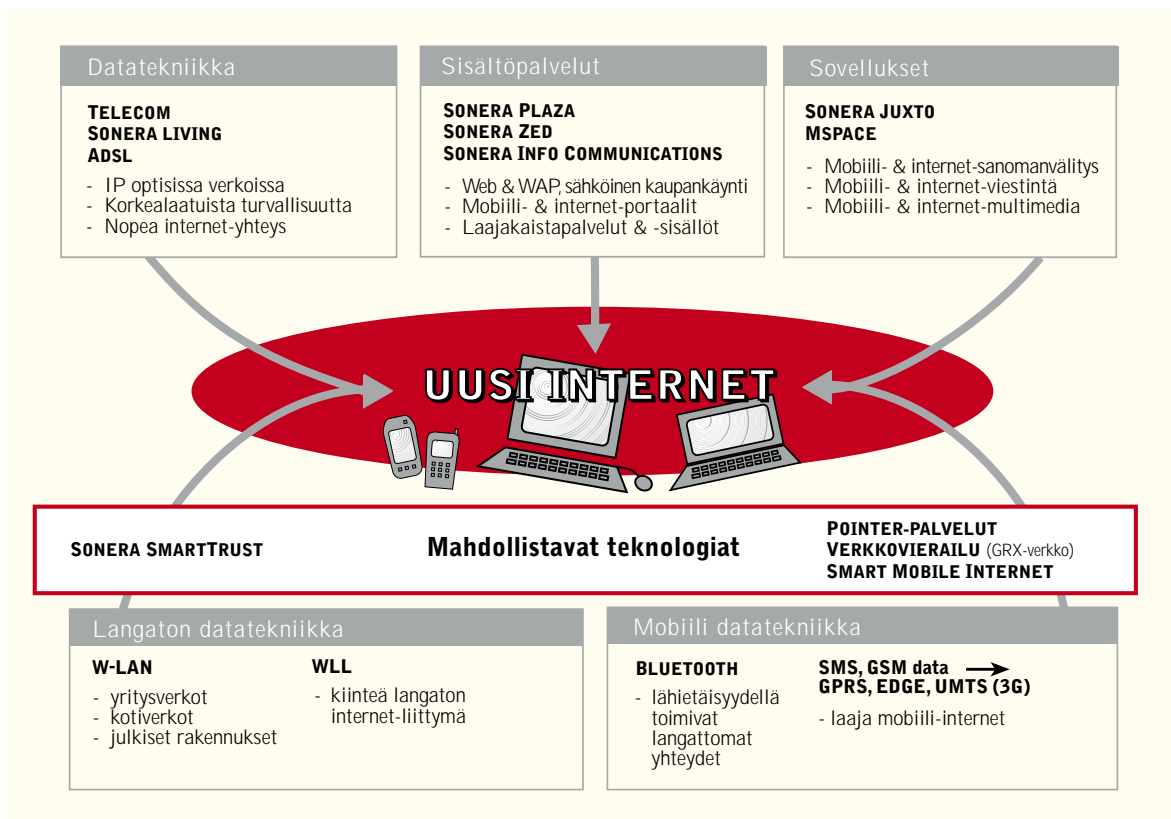 Datatekniikka
TELECOM
SONERA LIVING
ADSL
- IP optisissa verkoissa
- Korkealaatuista turvallisuutta
- Nopea internet-yhteys
Sisältöpalvelut
SONERA PLAZA
SONERA ZED
SONERA INFO COMMUNICATIONS
- Web & WAP, sähköinen kaupankäynti
- Mobiili- & internet-portaalit
- Laajakaistapalvelut & -sisällöt
Sovellukset
SONERA JUXTO
MSPACE
- Mobiili- & internet-sanomanvälitys
- Mobiili- & internet-viestintä
- Mobiili- & internet-multimedia
UUSI INTERNET
SONERA SMARTTRUST
Mahdollistavat teknologiat
POINTER-PALVELUT
VERKKOVIERAILU (GRX-verkko)
SMART MOBILE INTERNET
Langaton datatekniikka
W-LAN
- yritysverkot
- kotiverkot
- julkiset rakennukset
WLL
- kiinteä langaton
internet-liittymä
Mobiili datatekniikka
BLUETOOTH
- lähietäisyydellä
toimivat
langattomat
yhteydet
SMS, GSM data
GPRS, EDGE, UMTS (3G)
- laaja mobiili-internet